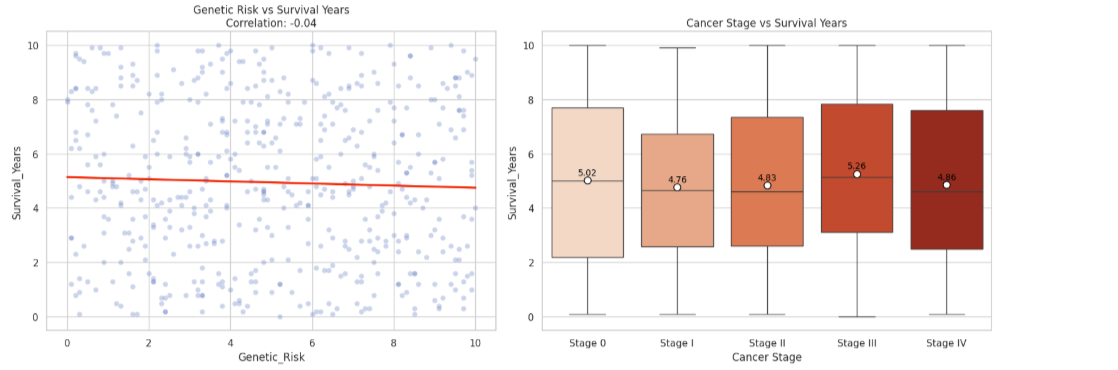 Genetic Risk vs Survival Years
Correlation: -0.04
10
8
6
4
2
0
Survival_Years
0 2 4 6 8 10
Genetic_Risk
Cancer Stage vs Survival Years
10
8
6
4
2
0
Survival_Years
5.02
4.76
4.83
5.26
4.86
Stage 0 Stage I Stage II Stage III Stage IV
Cancer Stage